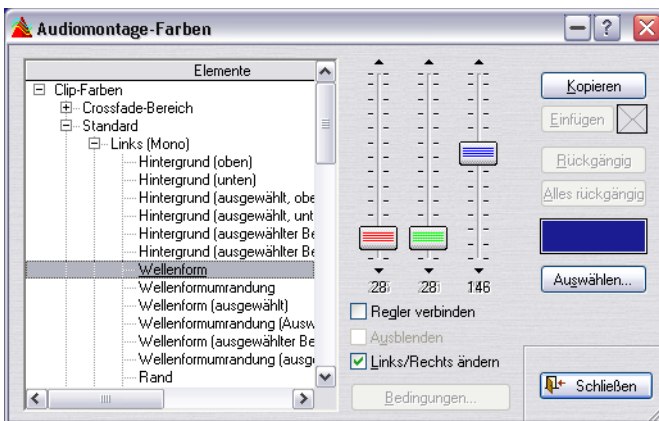 Audiomontage-Farben
Elemente
Clip-Farben
Crossfade-Bereich
Standard
Links (Mono)
Hintergrund (oben)
Hintergrund (unten)
Hintergrund (ausgewählt, obe
Hintergrund (ausgewählt, unt
Hintergrund (ausgewählter Be
Hintergrund (ausgewählter Be
Wellenform
Wellenformumrandung
Wellenform (ausgewählt)
Wellenformumrandung (Ausw
Wellenform (ausgewählter Be
Wellenformumrandung (ausge
Rand
28 28 146
Regler verbinden
Ausblenden
Links/Rechts ändern
Bedingungen...
Kopieren
Einfügen
Rückgängig
Alles rückgängig
Auswählen...
Schließen